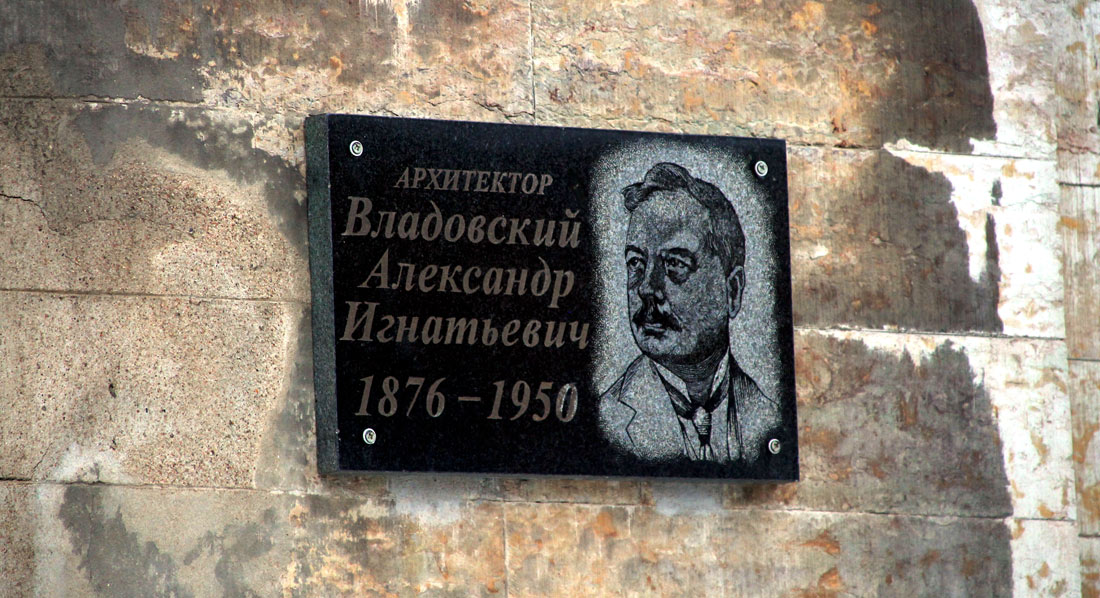 АРХИТЕКТОР
Владовский
Александр
Игнатьевич
1876 – 1950